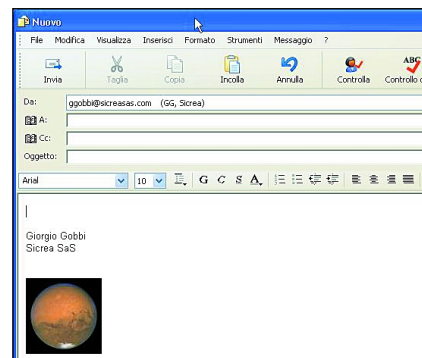 Nuovo
File Modifica Visualizza Inserisci Formato Strumenti Messaggio ?
Invia Taglia Copia Incolla Annulla Controlla Controllo
Da: ggobbi@sicreasas.com (GG, Sicrea)
A:
Cc:
Oggetto:
Arial 10 G C S A
Giorgio Gobbi
Sicrea SaS